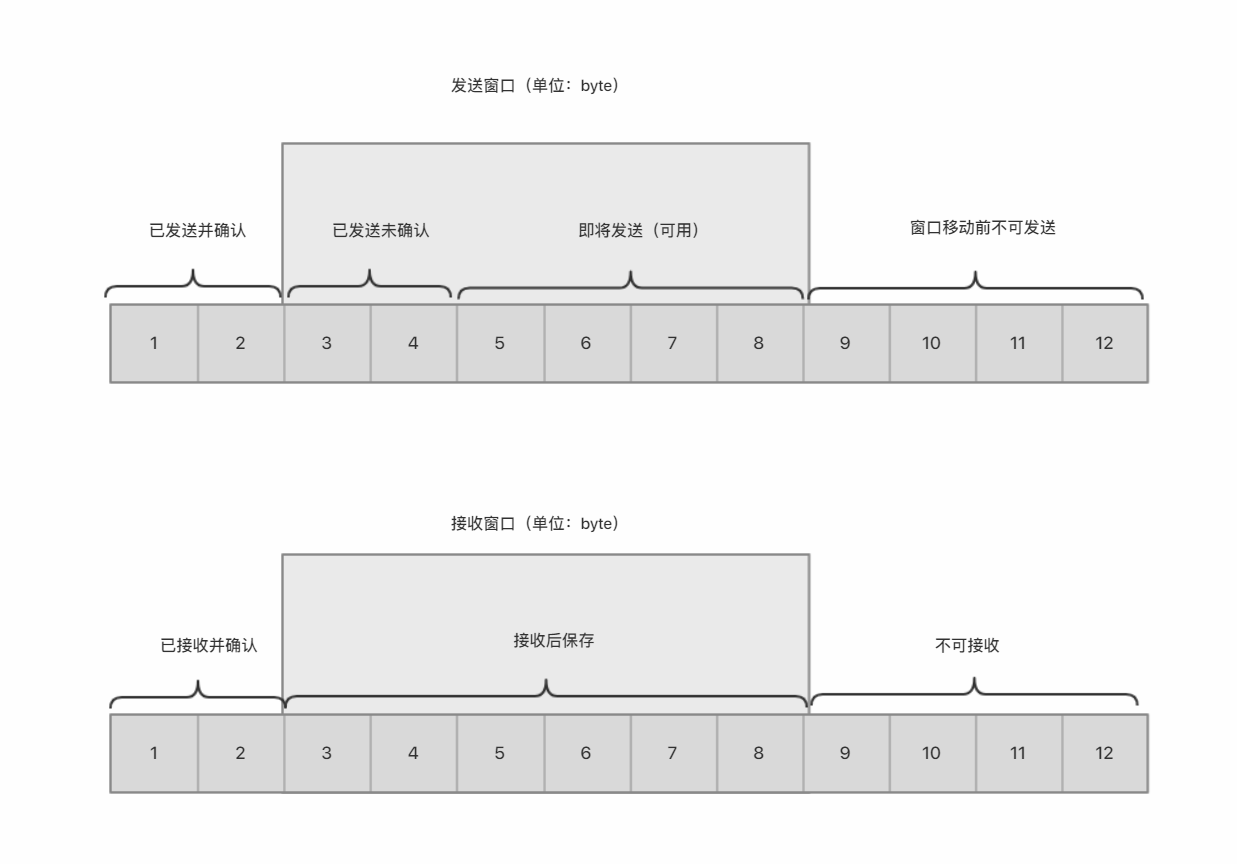 发送窗口（单位：byte）
已发送并确认
已发送未确认
即将发送（可用）
窗口移动前不可发送
1 2 3 4 5 6 7 8 9 10 11 12
接收窗口（单位：byte）
已接收并确认
接收后保存
不可接收
1 2 3 4 5 6 7 8 9 10 11 12